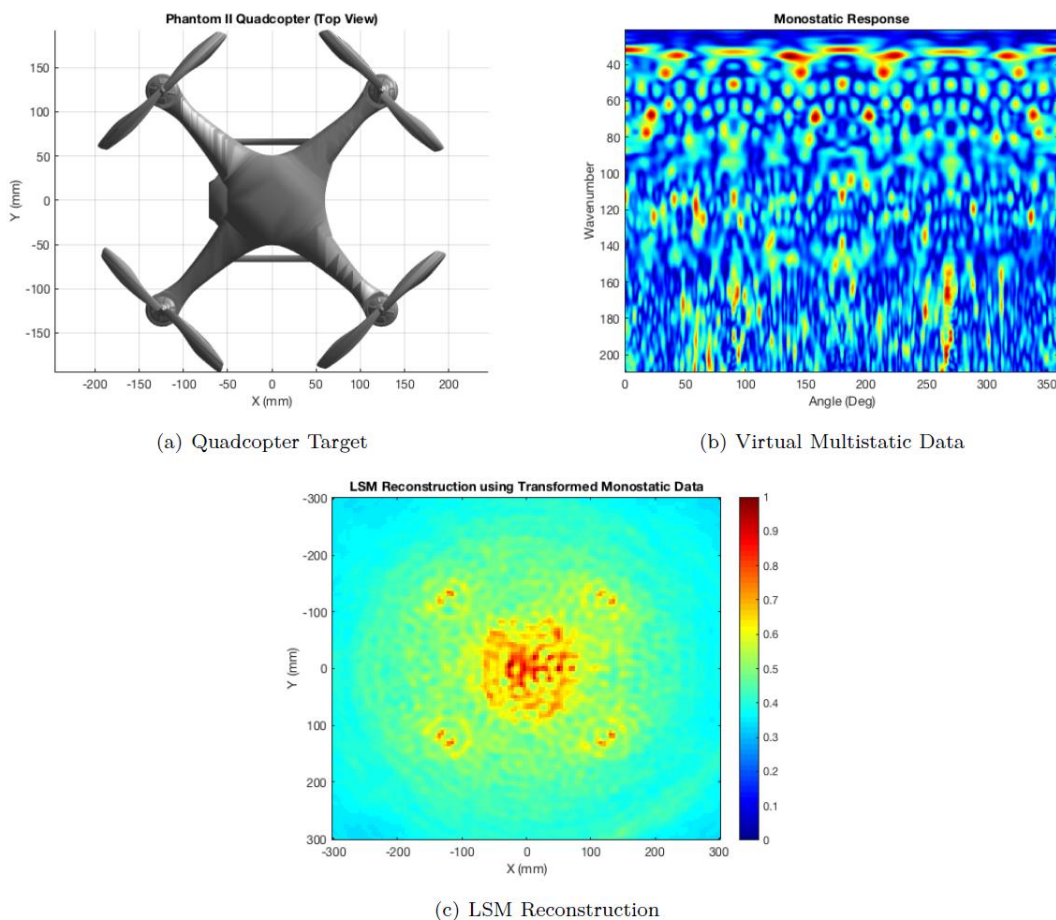 Phantom II Quadcopter (Top View)
150
100
50
0
-50
-100
-150
Y (mm)
-200 -150 -100 -50 0 50 100 150 200
X (mm)
(a) Quadcopter Target
Monostatic Response
40
60
80
100
120
140
160
180
200
Wavenumber
0 50 100 150 200 250 300 350
Angle (Deg)
(b) Virtual Multistatic Data
LSM Reconstruction using Transformed Monostatic Data
-300
-200
-100
0
100
200
300
Y (mm)
-300 -200 -100 0 100 200 300
X (mm)
1
0.9
0.8
0.7
0.6
0.5
0.4
0.3
0.2
0.1
0
(c) LSM Reconstruction